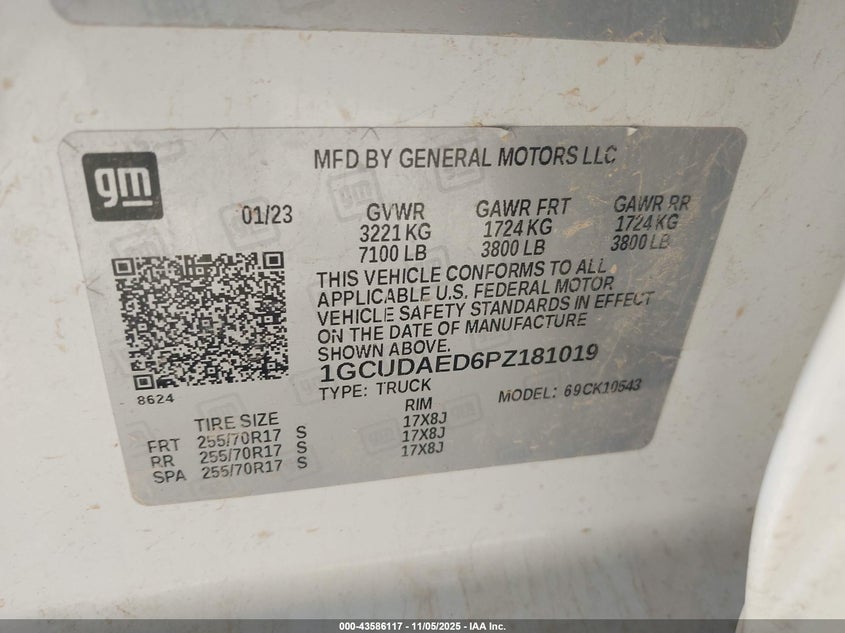 gm
MFD BY GENERAL MOTORS LLC
01/23
GVWR GAWR FRT GAWR RR
3221 KG 1724 KG 1724 KG
7100 LB 3800 LB 3800 LB
THIS VEHICLE CONFORMS TO ALL
APPLICABLE U.S. FEDERAL MOTOR
VEHICLE SAFETY STANDARDS IN EFFECT
ON THE DATE OF MANUFACTURE
SHOWN ABOVE.
1GCUDAED6PZ181019
8624
TYPE: TRUCK MODEL: 69CK10543
TIRE SIZE RIM
FRT 255/70R17 S 17X8J
RR 255/70R17 S 17X8J
SPA 255/70R17 S 17X8J
000-43586117 - 11/05/2025 - IAA Inc.